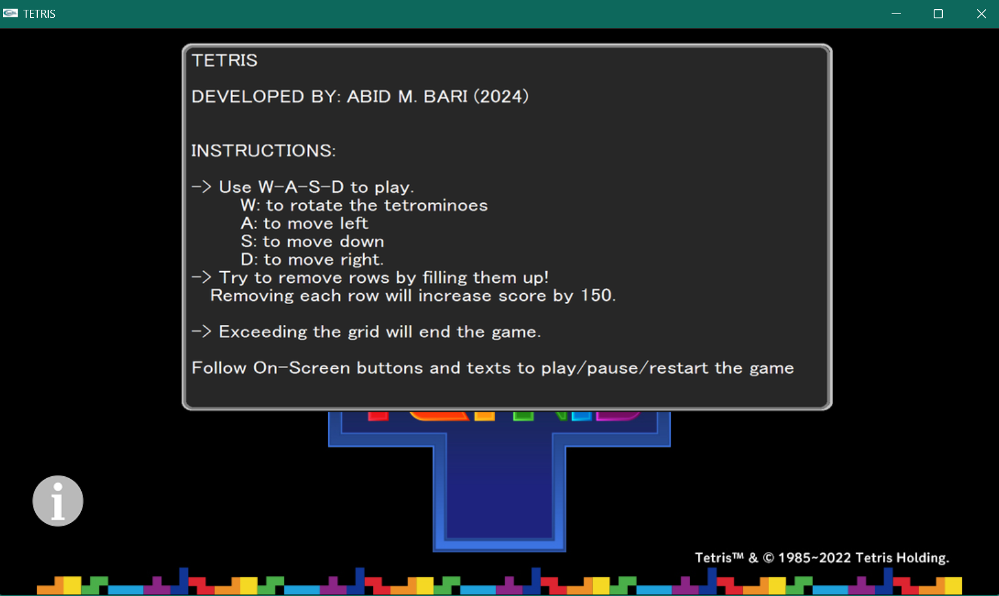 TETRIS
TETRIS
DEVELOPED BY: ABID M. BARI (2024)
INSTRUCTIONS:
-> Use W-A-S-D to play.
W: to rotate the tetrominoes
A: to move left
S: to move down
D: to move right.
-> Try to remove rows by filling them up!
Removing each row will increase score by 150.
-> Exceeding the grid will end the game.
Follow On-Screen buttons and texts to play/pause/restart the game
i
Tetris™ & © 1985~2022 Tetris Holding.